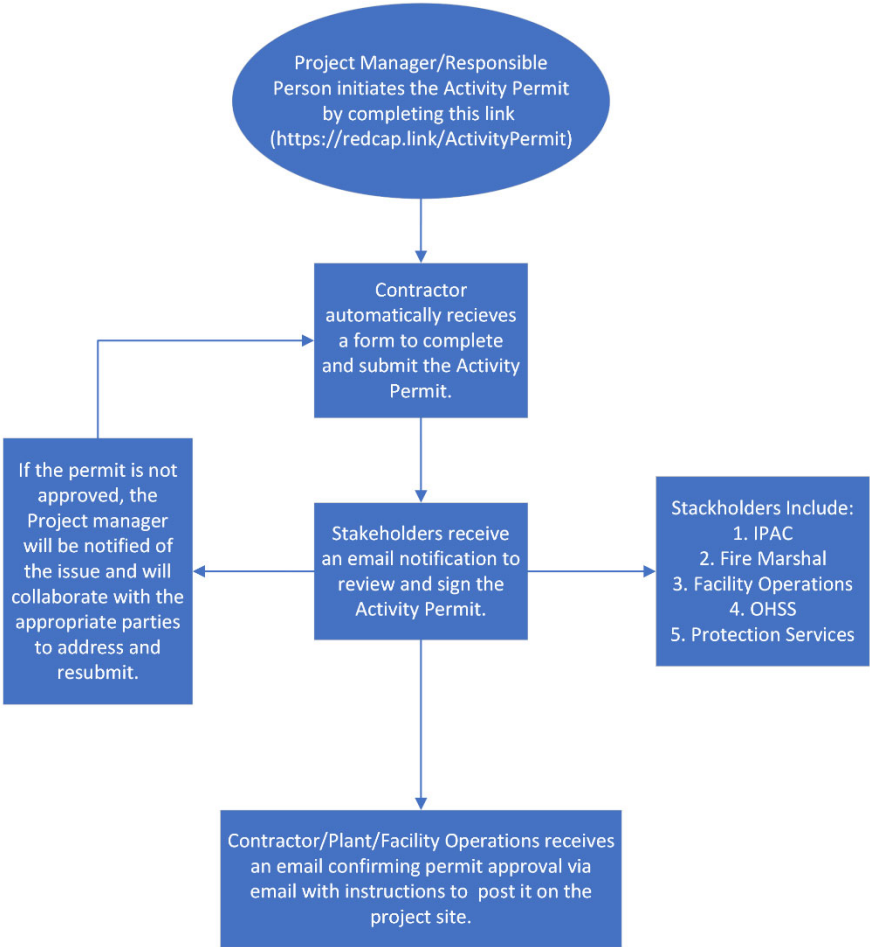 Project Manager/Responsible
Person initiates the Activity Permit
by completing this link
(https://redcap.link/ActivityPermit)
Contractor
automatically recieves
a form to complete
and submit the Activity
Permit.
If the permit is not
approved, the
Project manager
will be notified of
the issue and will
collaborate with the
appropriate parties
to address and
resubmit.
Stakeholders receive
an email notification to
review and sign the
Activity Permit.
Stackholders Include:
1. IPAC
2. Fire Marshal
3. Facility Operations
4. OHSS
5. Protection Services
Contractor/Plant/Facility Operations receives
an email confirming permit approval via
email with instructions to  post it on the
project site.